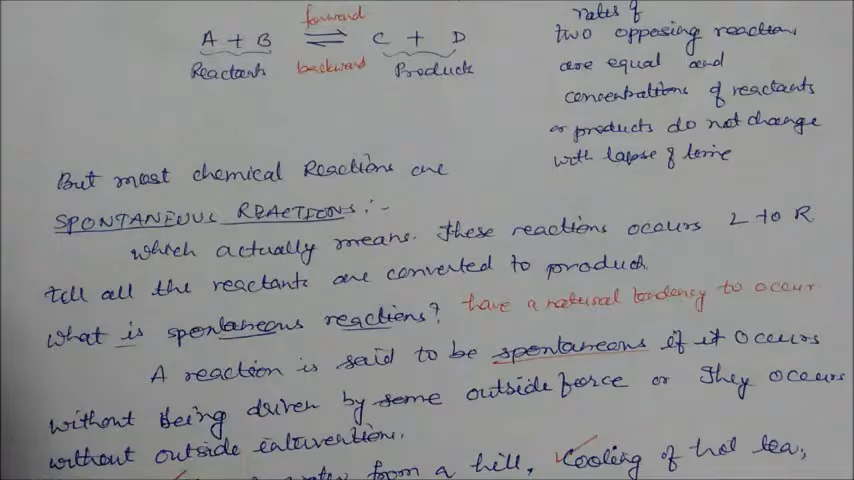 forward
A + B ⇌ C + D
Reactants backward Products
rates of
two opposing reaction
are equal and
concentrations of reactants
or products do not change
with lapse of time
But most chemical Reactions are
SPONTANEOUS REACTIONS :-
which actually means. These reactions occurs L to R
till all the reactants are converted to product
what is spontaneous reactions? have a natural tendency to occur
A reaction is said to be spontaneous if it occurs
without being driven by some outside force or They occurs
without outside intervention.
water from a hill, Cooling of hot tea,